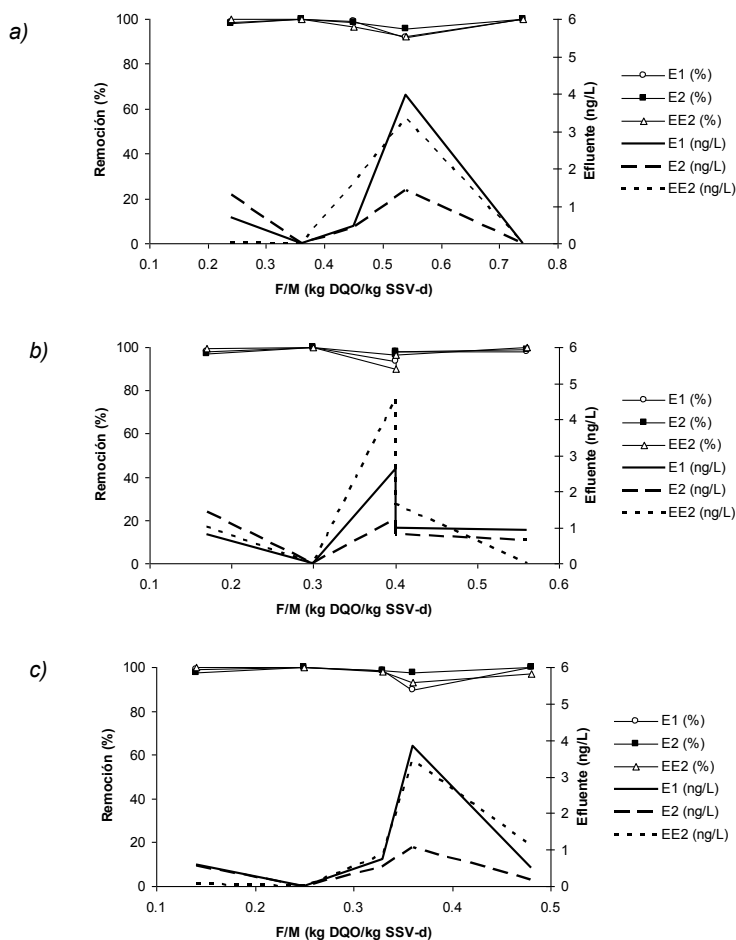 a)
100
80
60
40
20
0
Remoción (%)
6
5
4
3
2
1
0
Efluente (ng/L)
0.1 0.2 0.3 0.4 0.5 0.6 0.7 0.8
F/M (kg DQO/kg SSV-d)
E1 (%)
E2 (%)
EE2 (%)
E1 (ng/L)
E2 (ng/L)
EE2 (ng/L)
b)
100
80
60
40
20
0
Remoción (%)
6
5
4
3
2
1
0
Efluente (ng/L)
0.1 0.2 0.3 0.4 0.5 0.6
F/M (kg DQO/kg SSV-d)
E1 (%)
E2 (%)
EE2 (%)
E1 (ng/L)
E2 (ng/L)
EE2 (ng/L)
c)
100
80
60
40
20
0
Remoción (%)
6
5
4
3
2
1
0
Efluente (ng/L)
0.1 0.2 0.3 0.4 0.5
F/M (kg DQO/kg SSV-d)
E1 (%)
E2 (%)
EE2 (%)
E1 (ng/L)
E2 (ng/L)
EE2 (ng/L)